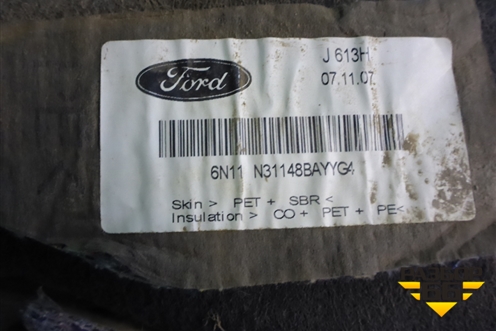 Ford
J 613H
07.11.07
6N11 N31148BAYYG4
Skin > PET + SBR <
Insulation > CO + PET + PE <